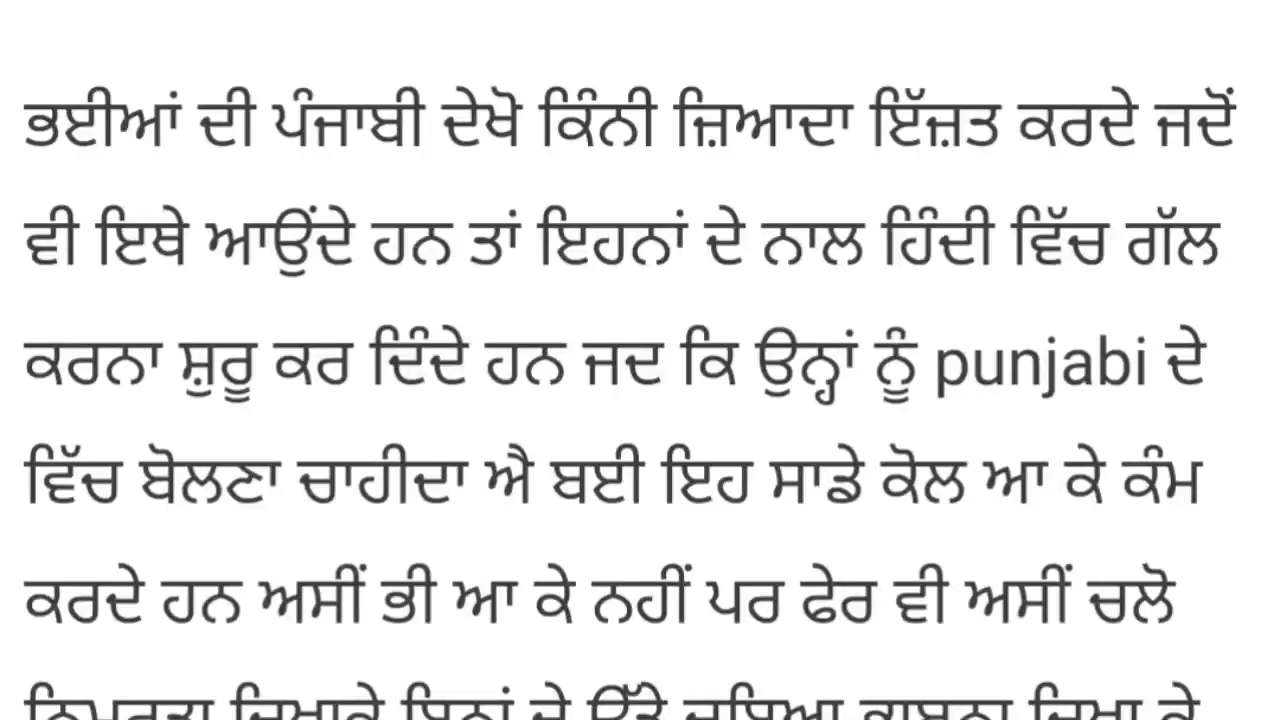 ਭਈਆਂ ਦੀ ਪੰਜਾਬੀ ਦੇਖੋ ਕਿੰਨੀ ਜ਼ਿਆਦਾ ਇੱਜ਼ਤ ਕਰਦੇ ਜਦੋਂ
ਵੀ ਇਥੇ ਆਉਂਦੇ ਹਨ ਤਾਂ ਇਹਨਾਂ ਦੇ ਨਾਲ ਹਿੰਦੀ ਵਿੱਚ ਗੱਲ
ਕਰਨਾ ਸ਼ੁਰੂ ਕਰ ਦਿੰਦੇ ਹਨ ਜਦ ਕਿ ਉਨ੍ਹਾਂ ਨੂੰ punjabi ਦੇ
ਵਿੱਚ ਬੋਲਣਾ ਚਾਹੀਦਾ ਐ ਬਈ ਇਹ ਸਾਡੇ ਕੋਲ ਆ ਕੇ ਕੰਮ
ਕਰਦੇ ਹਨ ਅਸੀਂ ਭੀ ਆ ਕੇ ਨਹੀਂ ਪਰ ਫੇਰ ਵੀ ਅਸੀਂ ਚਲੋ